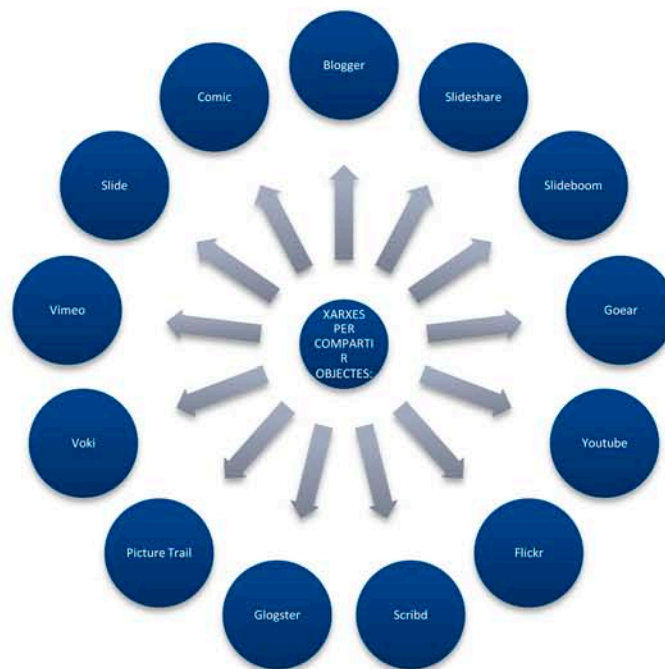 Blogger
Slideshare
Slideboom
Goear
Youtube
Flickr
Scribd
Glogster
Picture Trail
Voki
Vimeo
Slide
Comic
XARXES
PER
COMPARTI
R
OBJECTES: